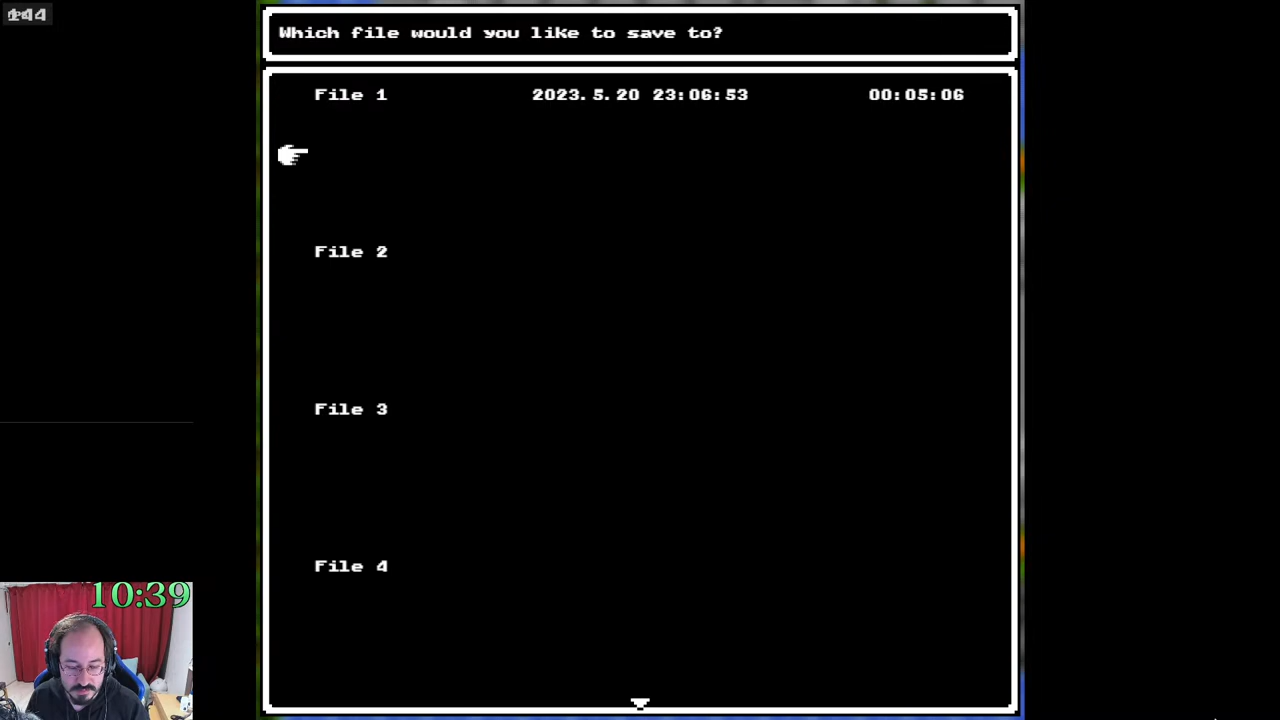 Which file would you like to save to?
File 1 2023.5.20 23:06:53 00:05:06
File 2
File 3
File 4
10:39